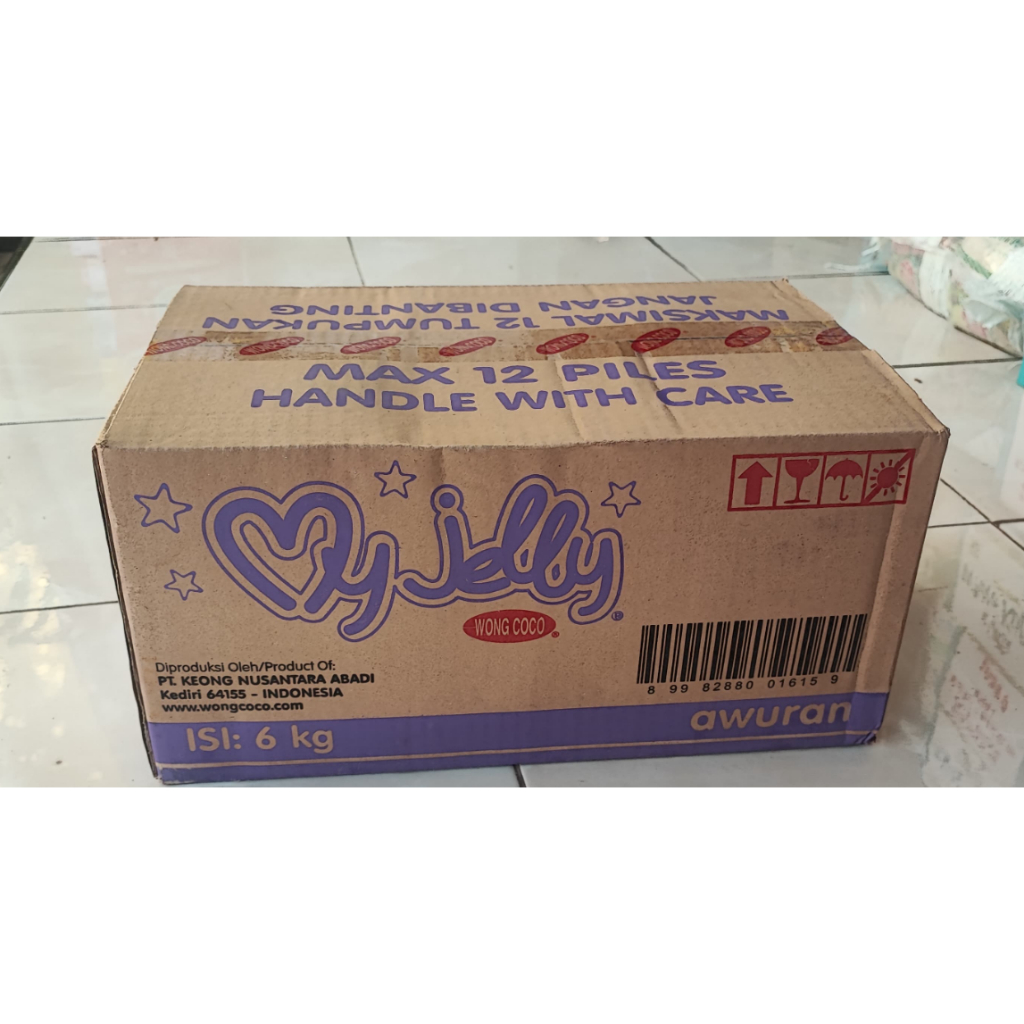 MAKSIMAL 12 TUMPUKAN
JANGAN DIBANTING
MAX 12 PILES
HANDLE WITH CARE
My jelly
WONG COCO
Diproduksi Oleh/Product Of:
PT. KEONG NUSANTARA ABADI
Kediri 64155 - INDONESIA
www.wongcoco.com
8 99 82880 01615 9
ISI: 6 kg
awuran